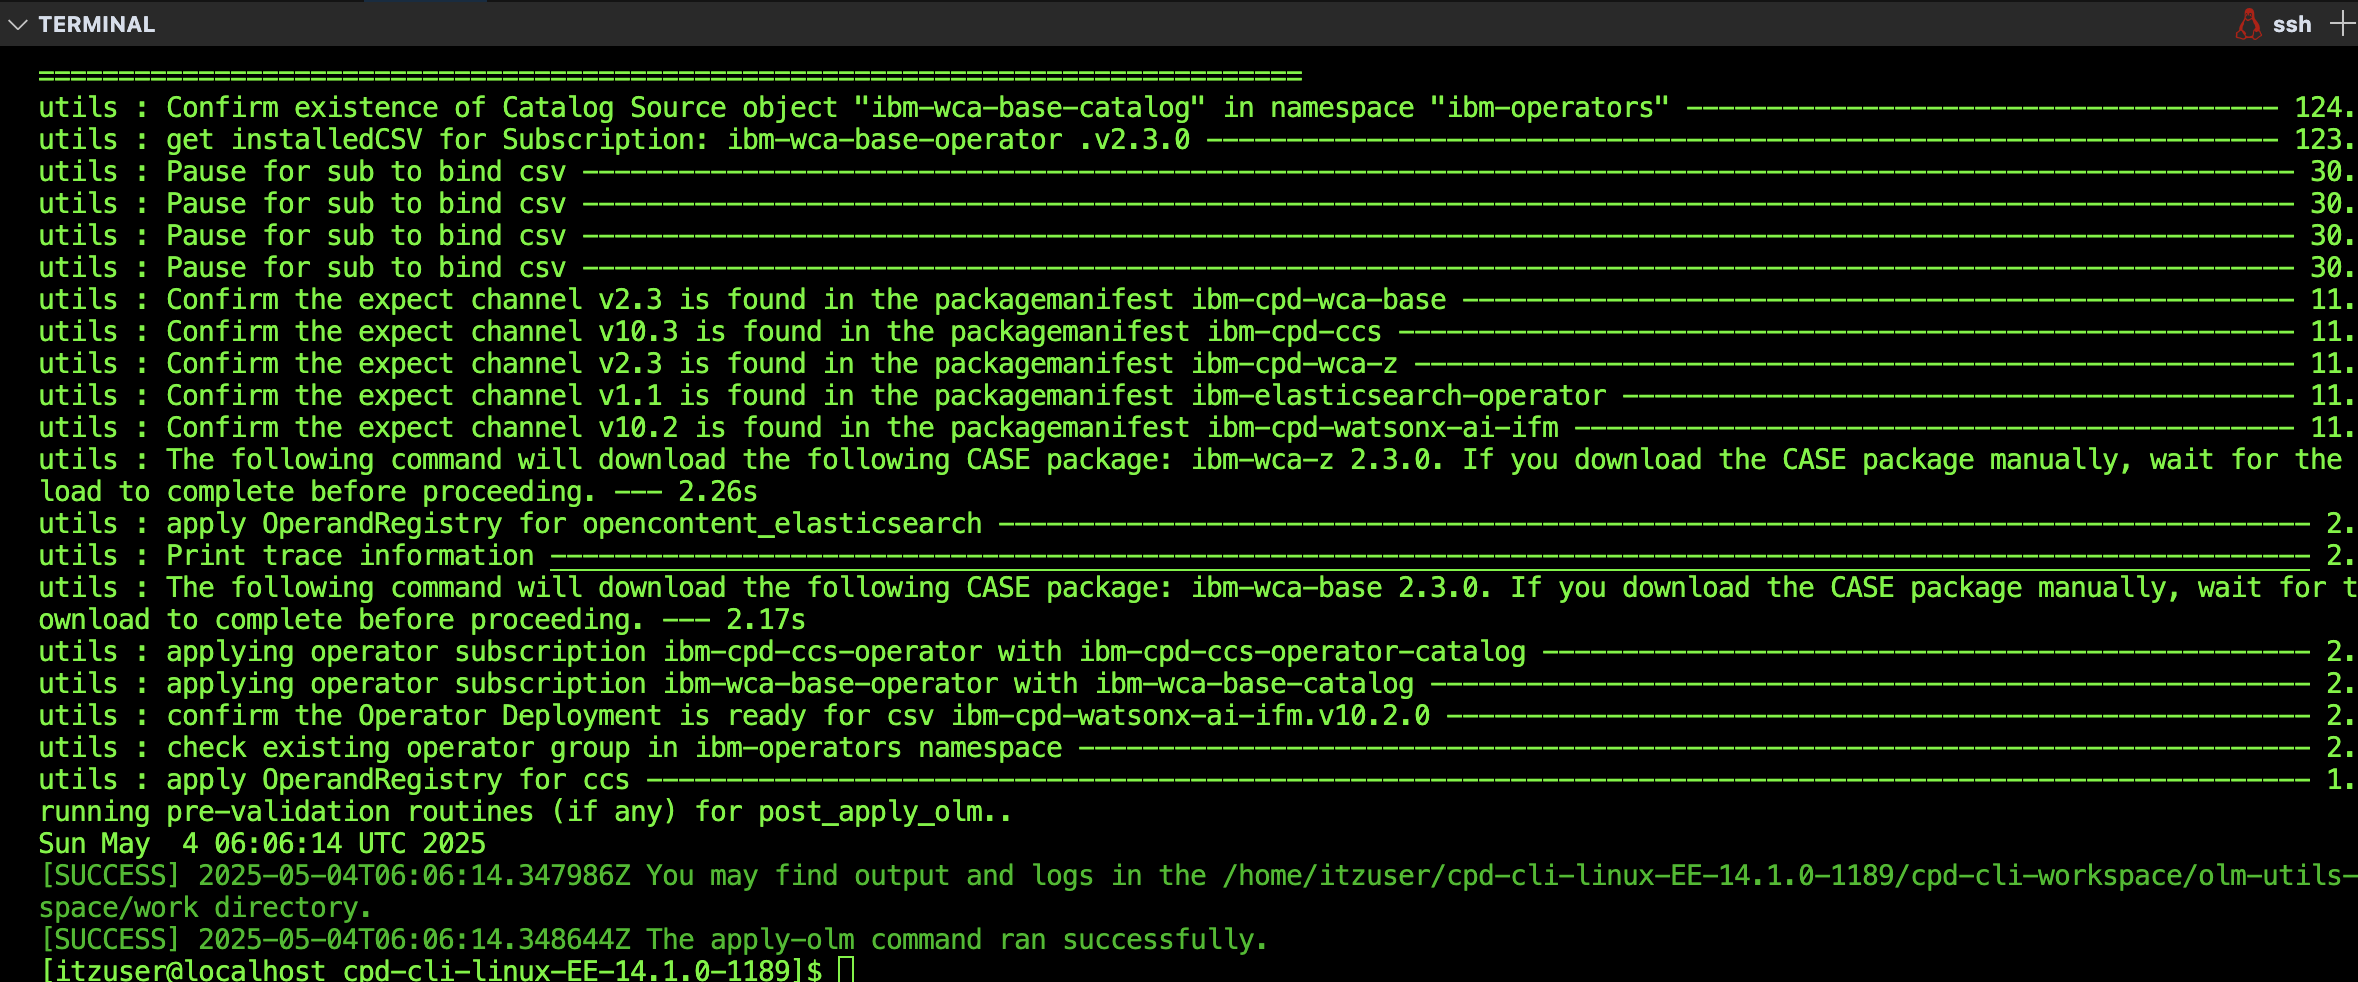 TERMINAL
ssh
===============================================================================
utils : Confirm existence of Catalog Source object "ibm-wca-base-catalog" in namespace "ibm-operators" ------------------------------------- 124.
utils : get installedCSV for Subscription: ibm-wca-base-operator .v2.3.0 ------------------------------------------------------------------- 123.
utils : Pause for sub to bind csv ----------------------------------------------------------------------------------------------------------- 30.
utils : Pause for sub to bind csv ----------------------------------------------------------------------------------------------------------- 30.
utils : Pause for sub to bind csv ----------------------------------------------------------------------------------------------------------- 30.
utils : Pause for sub to bind csv ----------------------------------------------------------------------------------------------------------- 30.
utils : Confirm the expect channel v2.3 is found in the packagemanifest ibm-cpd-wca-base ---------------------------------------------------- 11.
utils : Confirm the expect channel v10.3 is found in the packagemanifest ibm-cpd-ccs -------------------------------------------------------- 11.
utils : Confirm the expect channel v2.3 is found in the packagemanifest ibm-cpd-wca-z ------------------------------------------------------- 11.
utils : Confirm the expect channel v1.1 is found in the packagemanifest ibm-elasticsearch-operator ------------------------------------------ 11.
utils : Confirm the expect channel v10.2 is found in the packagemanifest ibm-cpd-watsonx-ai-ifm --------------------------------------------- 11.
utils : The following command will download the following CASE package: ibm-wca-z 2.3.0. If you download the CASE package manually, wait for the
load to complete before proceeding. --- 2.26s
utils : apply OperandRegistry for opencontent_elasticsearch ---------------------------------------------------------------------------------- 2.
utils : Print trace information ______________________________________________________________________________________________________________ 2.
utils : The following command will download the following CASE package: ibm-wca-base 2.3.0. If you download the CASE package manually, wait for t
ownload to complete before proceeding. --- 2.17s
utils : applying operator subscription ibm-cpd-ccs-operator with ibm-cpd-ccs-operator-catalog ------------------------------------------------ 2.
utils : applying operator subscription ibm-wca-base-operator with ibm-wca-base-catalog ------------------------------------------------------- 2.
utils : confirm the Operator Deployment is ready for csv ibm-cpd-watsonx-ai-ifm.v10.2.0 ------------------------------------------------------ 2.
utils : check existing operator group in ibm-operators namespace ----------------------------------------------------------------------------- 2.
utils : apply OperandRegistry for ccs -------------------------------------------------------------------------------------------------------- 1.
running pre-validation routines (if any) for post_apply_olm..
Sun May  4 06:06:14 UTC 2025
[SUCCESS] 2025-05-04T06:06:14.347986Z You may find output and logs in the /home/itzuser/cpd-cli-linux-EE-14.1.0-1189/cpd-cli-workspace/olm-utils-
space/work directory.
[SUCCESS] 2025-05-04T06:06:14.348644Z The apply-olm command ran successfully.
[itzuser@localhost cpd-cli-linux-EE-14.1.0-1189]$